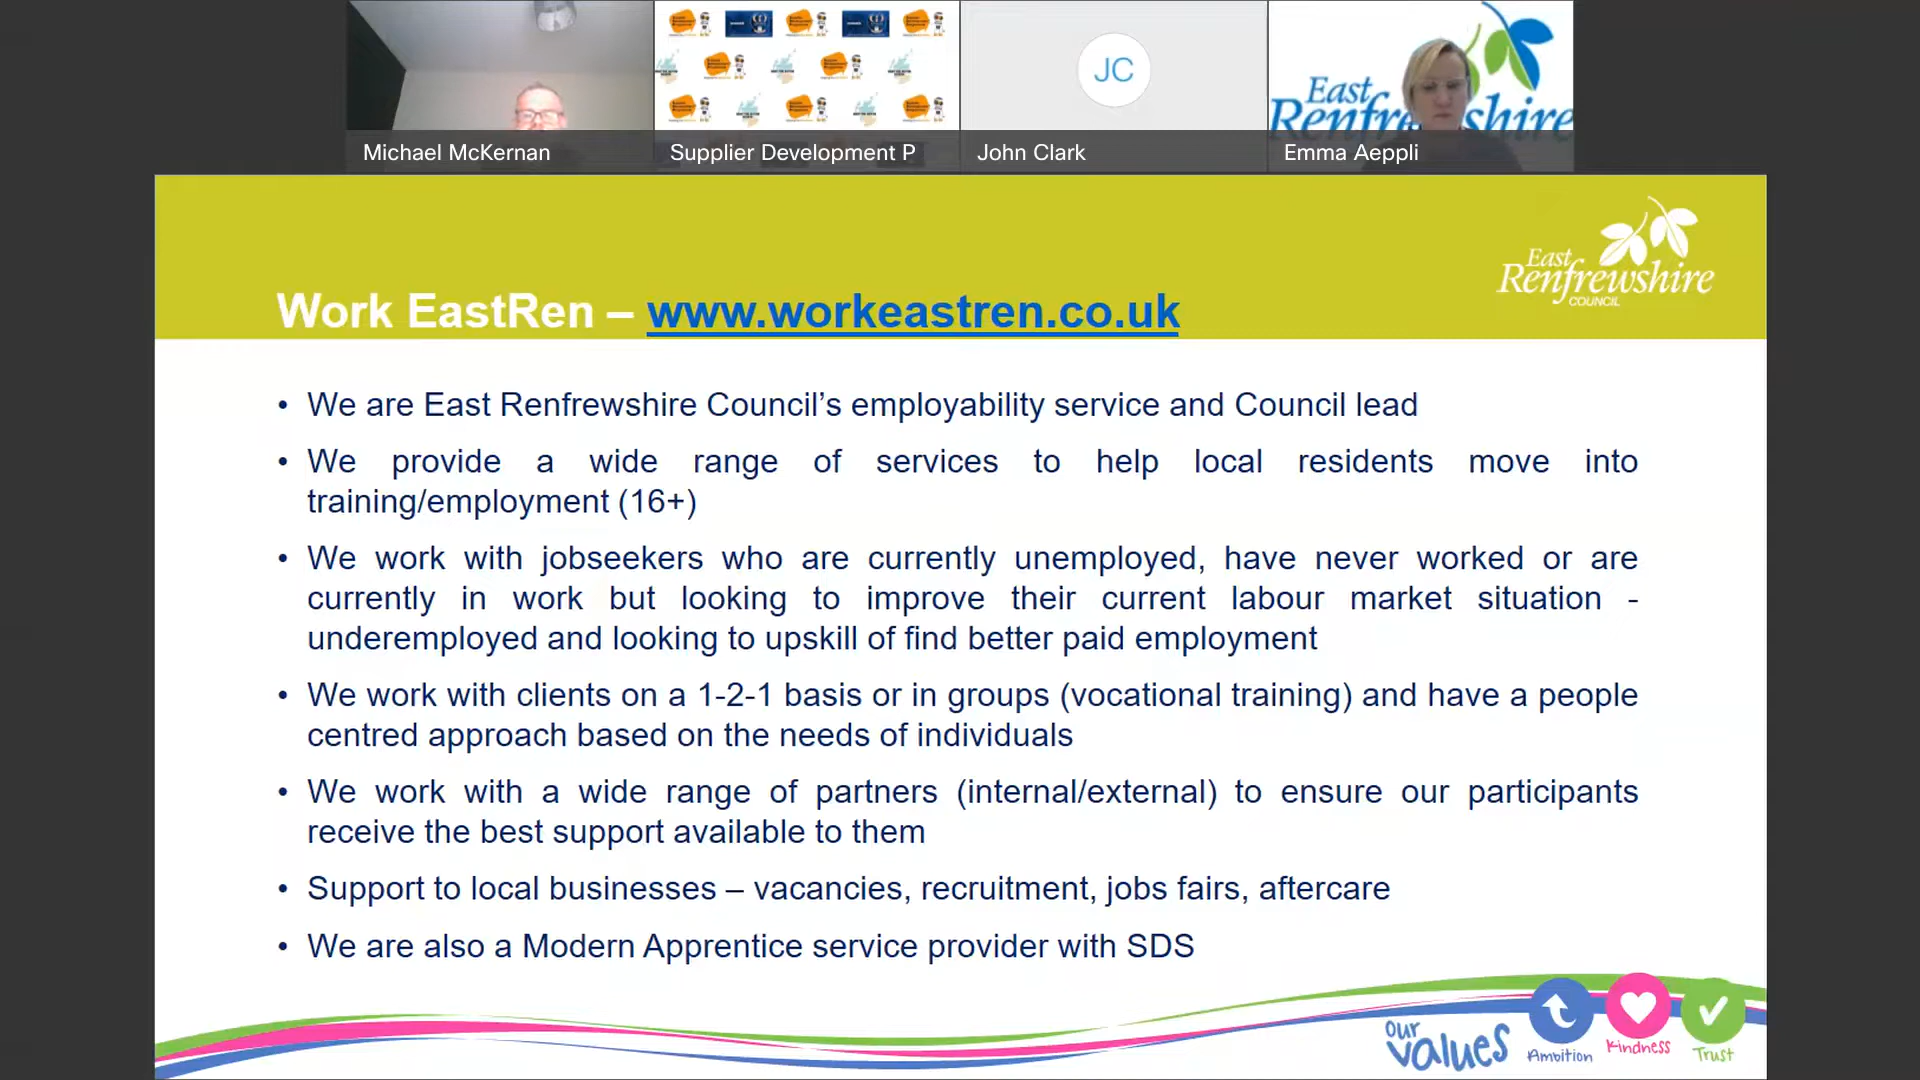 Michael McKernan
Supplier Development P
JC
John Clark
East
Renfrewshire
Emma Aeppli
East
Renfrewshire
COUNCIL
Work EastRen – www.workeastren.co.uk
• We are East Renfrewshire Council’s employability service and Council lead
• We provide a wide range of services to help local residents move into
training/employment (16+)
• We work with jobseekers who are currently unemployed, have never worked or are
currently in work but looking to improve their current labour market situation -
underemployed and looking to upskill of find better paid employment
• We work with clients on a 1-2-1 basis or in groups (vocational training) and have a people
centred approach based on the needs of individuals
• We work with a wide range of partners (internal/external) to ensure our participants
receive the best support available to them
• Support to local businesses – vacancies, recruitment, jobs fairs, aftercare
• We are also a Modern Apprentice service provider with SDS
our
values
Ambition
Kindness
Trust